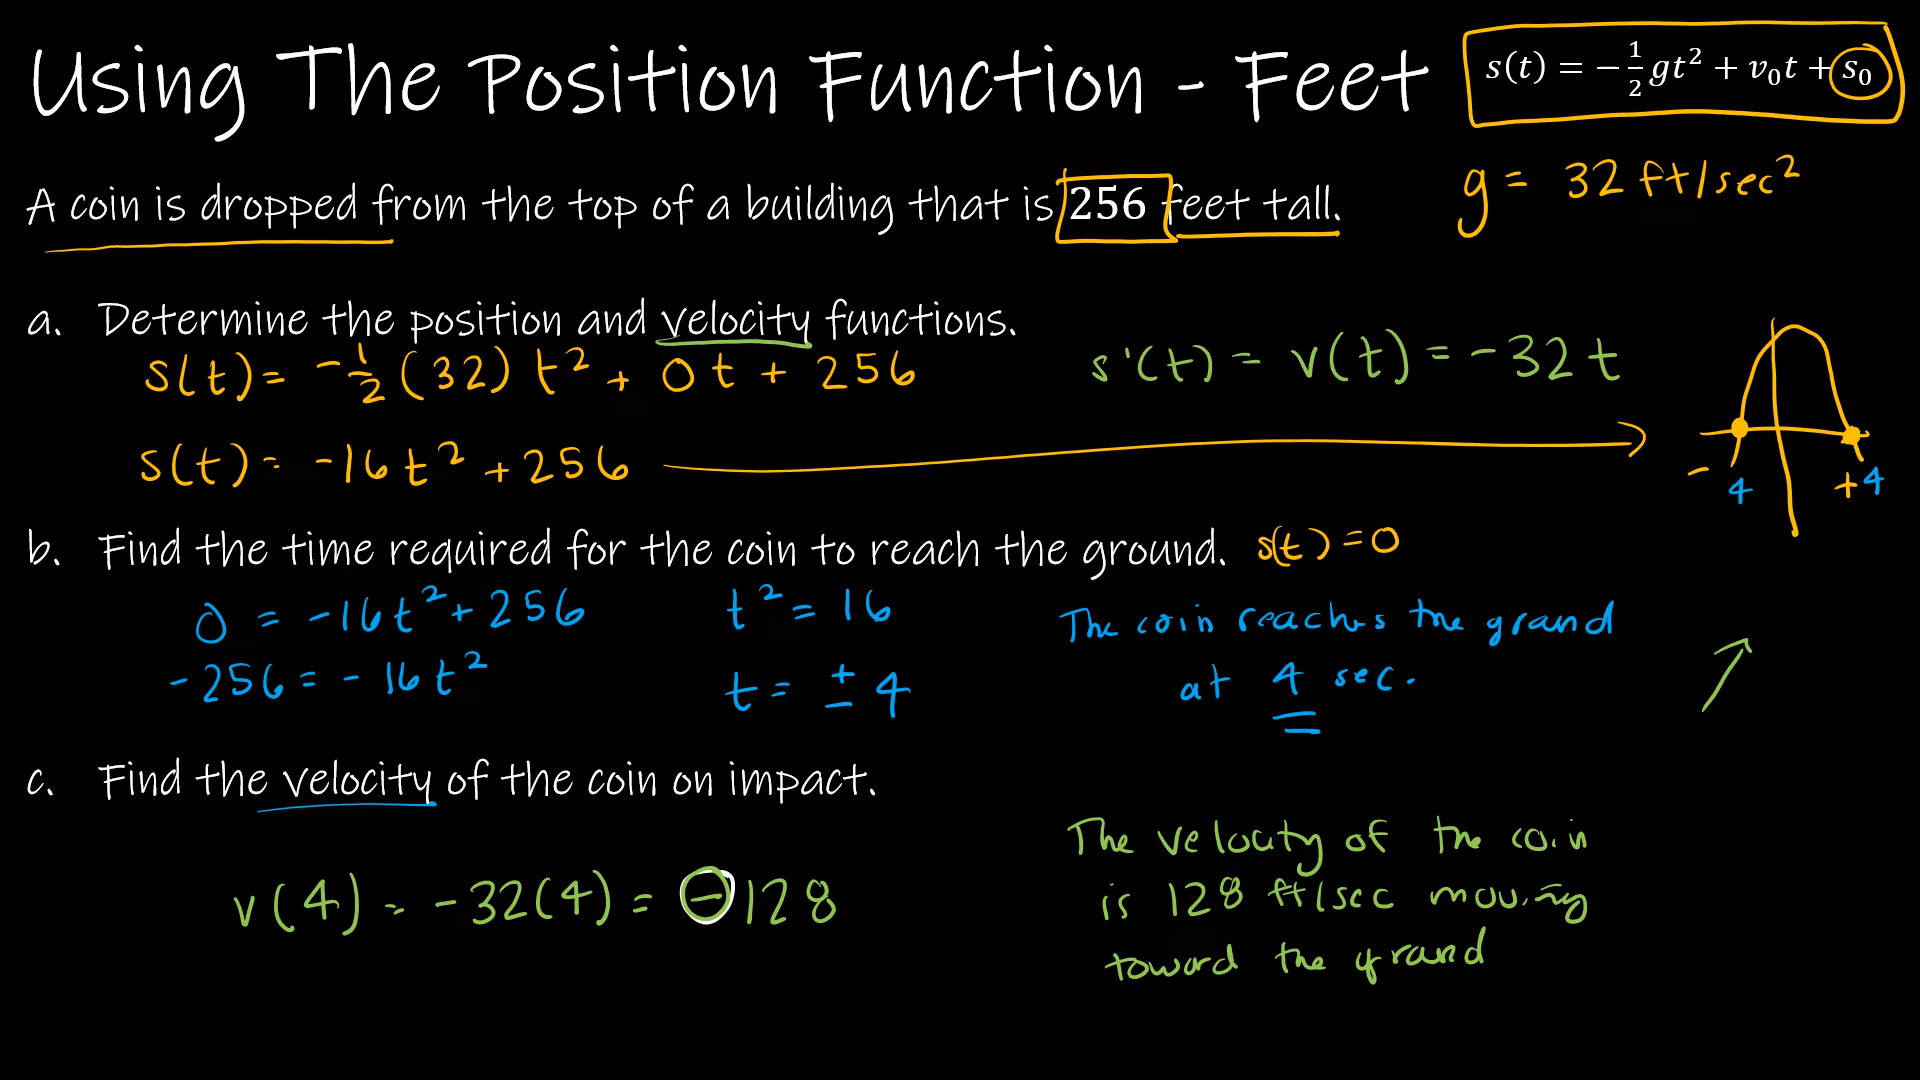 Using The Position Function - Feet
s(t) = -½gt² + v₀t + s₀
g = 32 ft/sec²
A coin is dropped from the top of a building that is 256 feet tall.
a. Determine the position and velocity functions.
s(t) = -½(32)t² + 0t + 256
s'(t) = v(t) = -32t
s(t) = -16t² + 256
- 4 + 4
b. Find the time required for the coin to reach the ground. s(t) = 0
0 = -16t² + 256
t² = 16
-256 = -16t²
t = ± 4
The coin reaches the ground
at 4 sec.
c. Find the velocity of the coin on impact.
v(4) = -32(4) = -128
The velocity of the coin
is 128 ft/sec moving
toward the ground